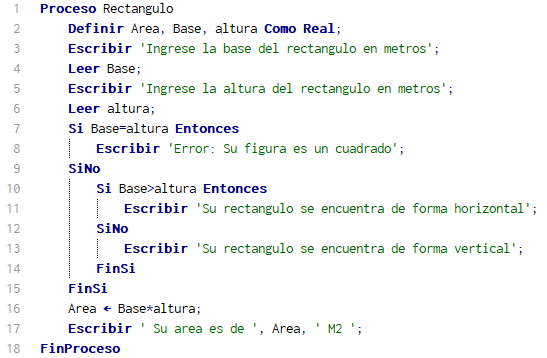 1 Proceso Rectangulo
2 Definir Area, Base, altura Como Real;
3 Escribir 'Ingrese la base del rectangulo en metros';
4 Leer Base;
5 Escribir 'Ingrese la altura del rectangulo en metros';
6 Leer altura;
7 Si Base=altura Entonces
8 Escribir 'Error: Su figura es un cuadrado';
9 SiNo
10 Si Base>altura Entonces
11 Escribir 'Su rectangulo se encuentra de forma horizontal';
12 SiNo
13 Escribir 'Su rectangulo se encuentra de forma vertical';
14 FinSi
15 FinSi
16 Area ← Base*altura;
17 Escribir ' Su area es de ', Area, ' M2 ';
18 FinProceso